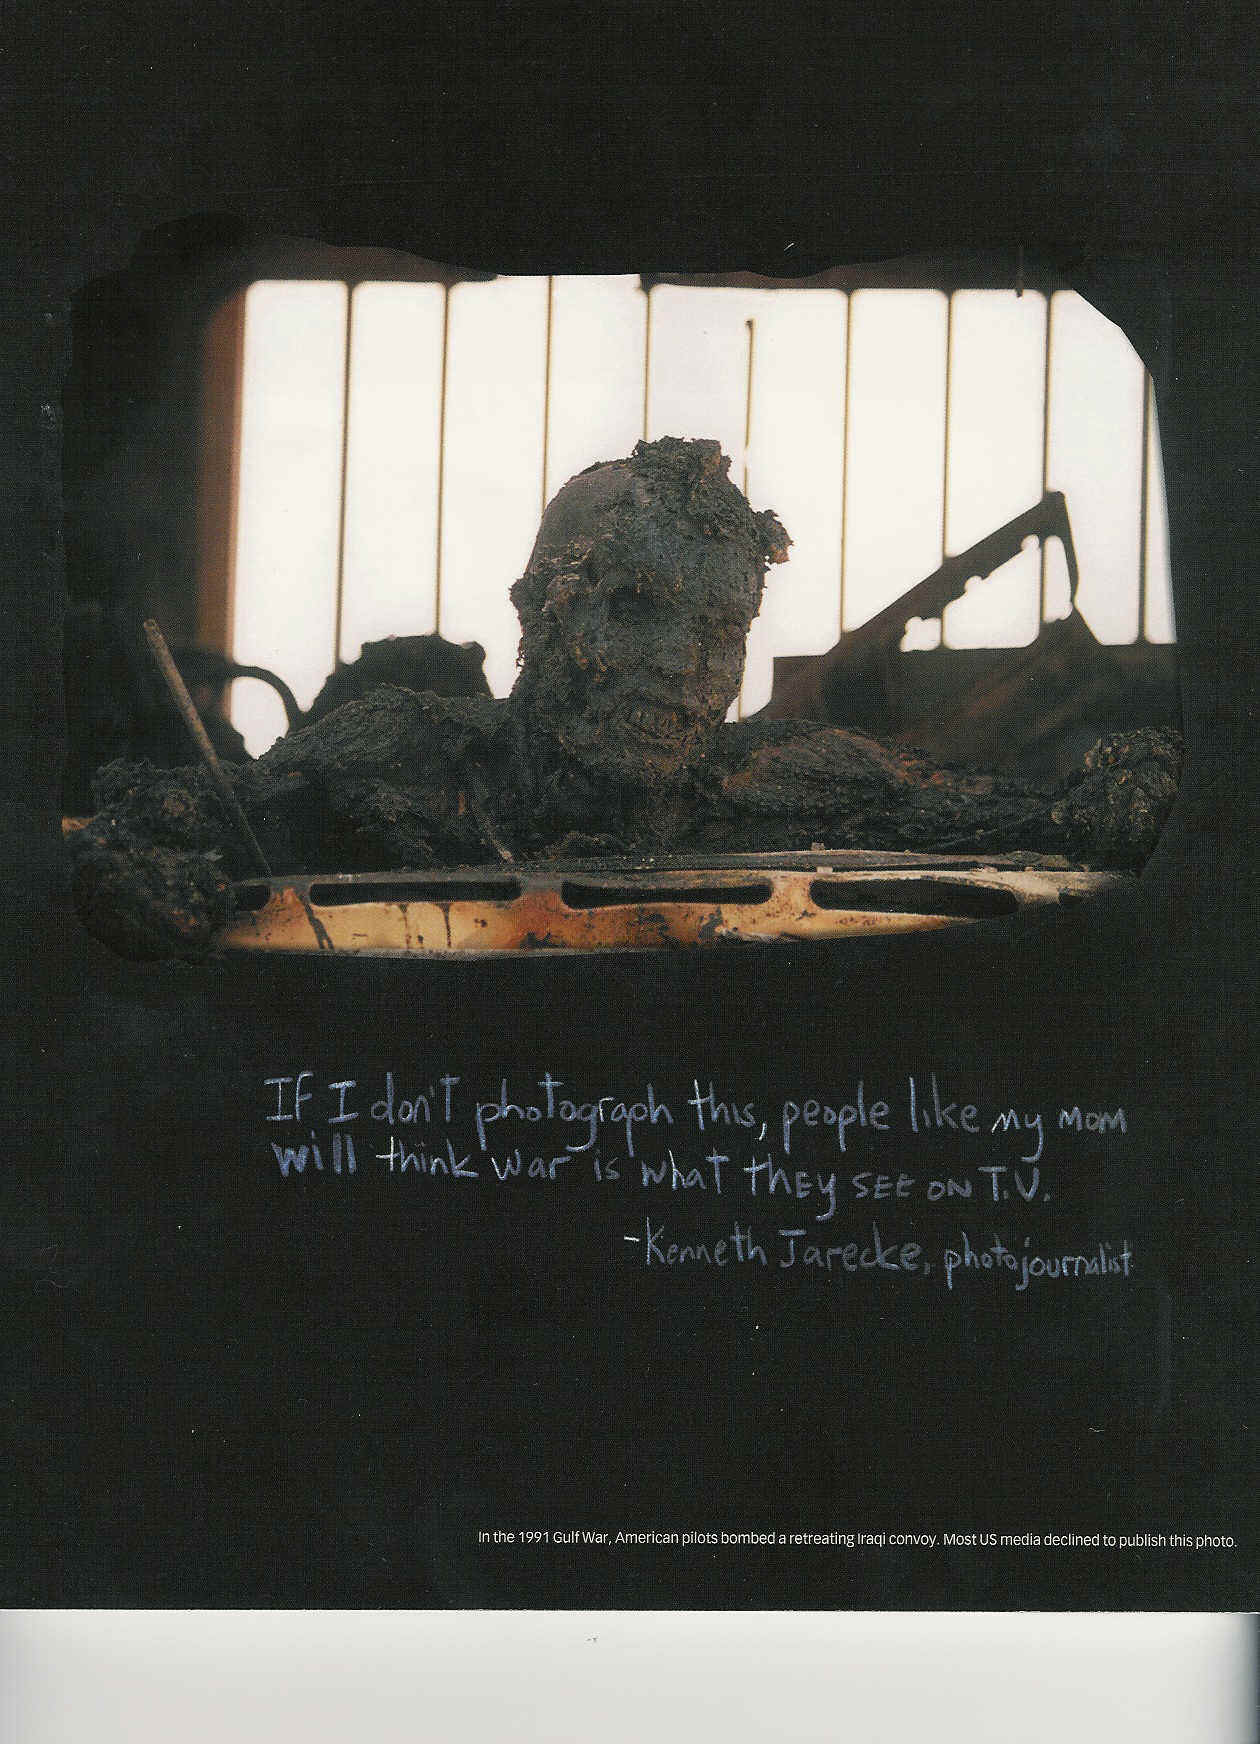 If I don't photograph this, people like my mom
will think war is what they see on T.V.
-Kenneth Jarecke, photojournalist
In the 1991 Gulf War, American pilots bombed a retreating Iraqi convoy. Most US media declined to publish this photo.